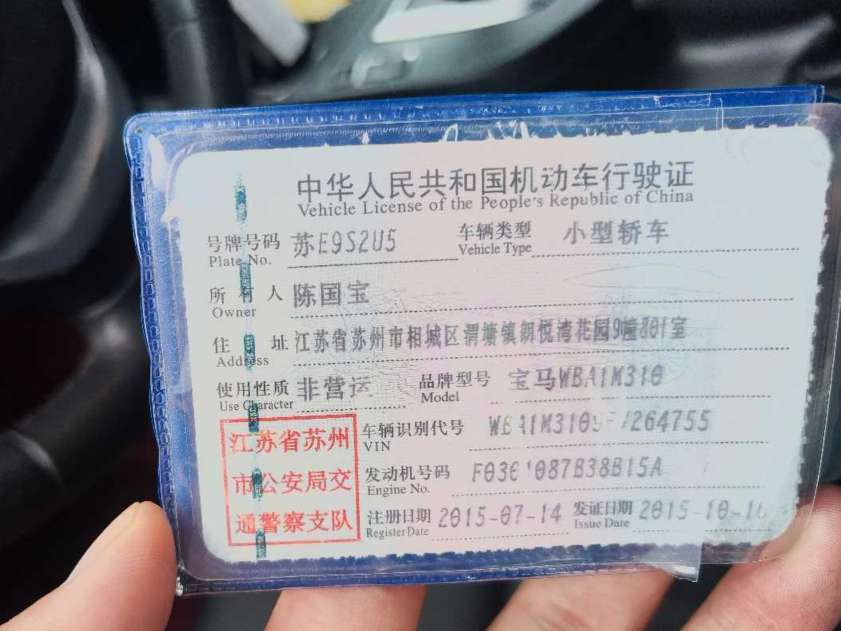 中华人民共和国机动车行驶证
Vehicle License of the People's Republic of China
号牌号码 苏E9S2U5 车辆类型 小型轿车
Plate No. Vehicle Type
所有人 陈国宝
Owner
住址 江苏省苏州市相城区渭塘镇朗悦湾花园9幢801室
Address
使用性质 非营运 品牌型号 宝马WBA1M310
Use Character Model
江苏省苏州
市公安局交
通警察支队
车辆识别代号
VIN
发动机号码
Engine No.
注册日期 2015-07-14 发证日期 2015-10-16
Register Date Issue Date